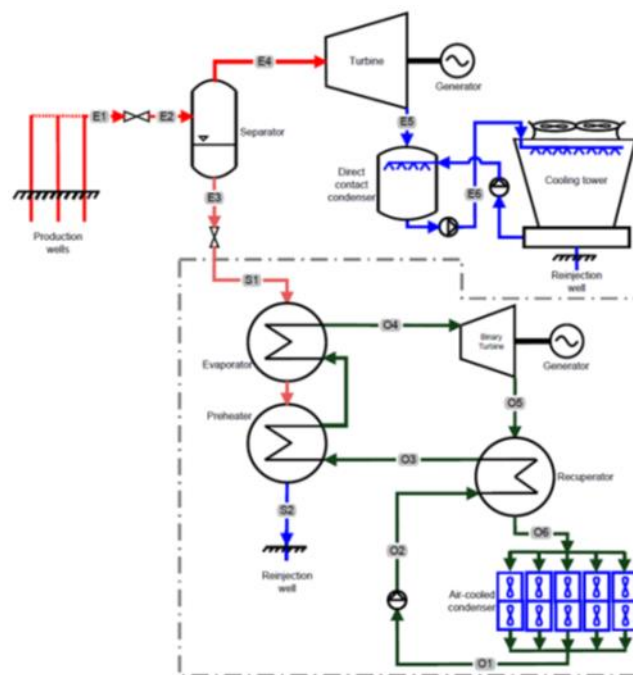 E4
Turbine
Generator
E1
E2
Separator
E5
E3
Direct
contact
condenser
E6
Cooling tower
Production
wells
Reinjection
well
S1
O4
Binary
Turbine
Generator
Evaporator
O5
Preheater
O3
Recuperator
S2
O2
O6
Reinjection
well
Air-cooled
condenser
O1